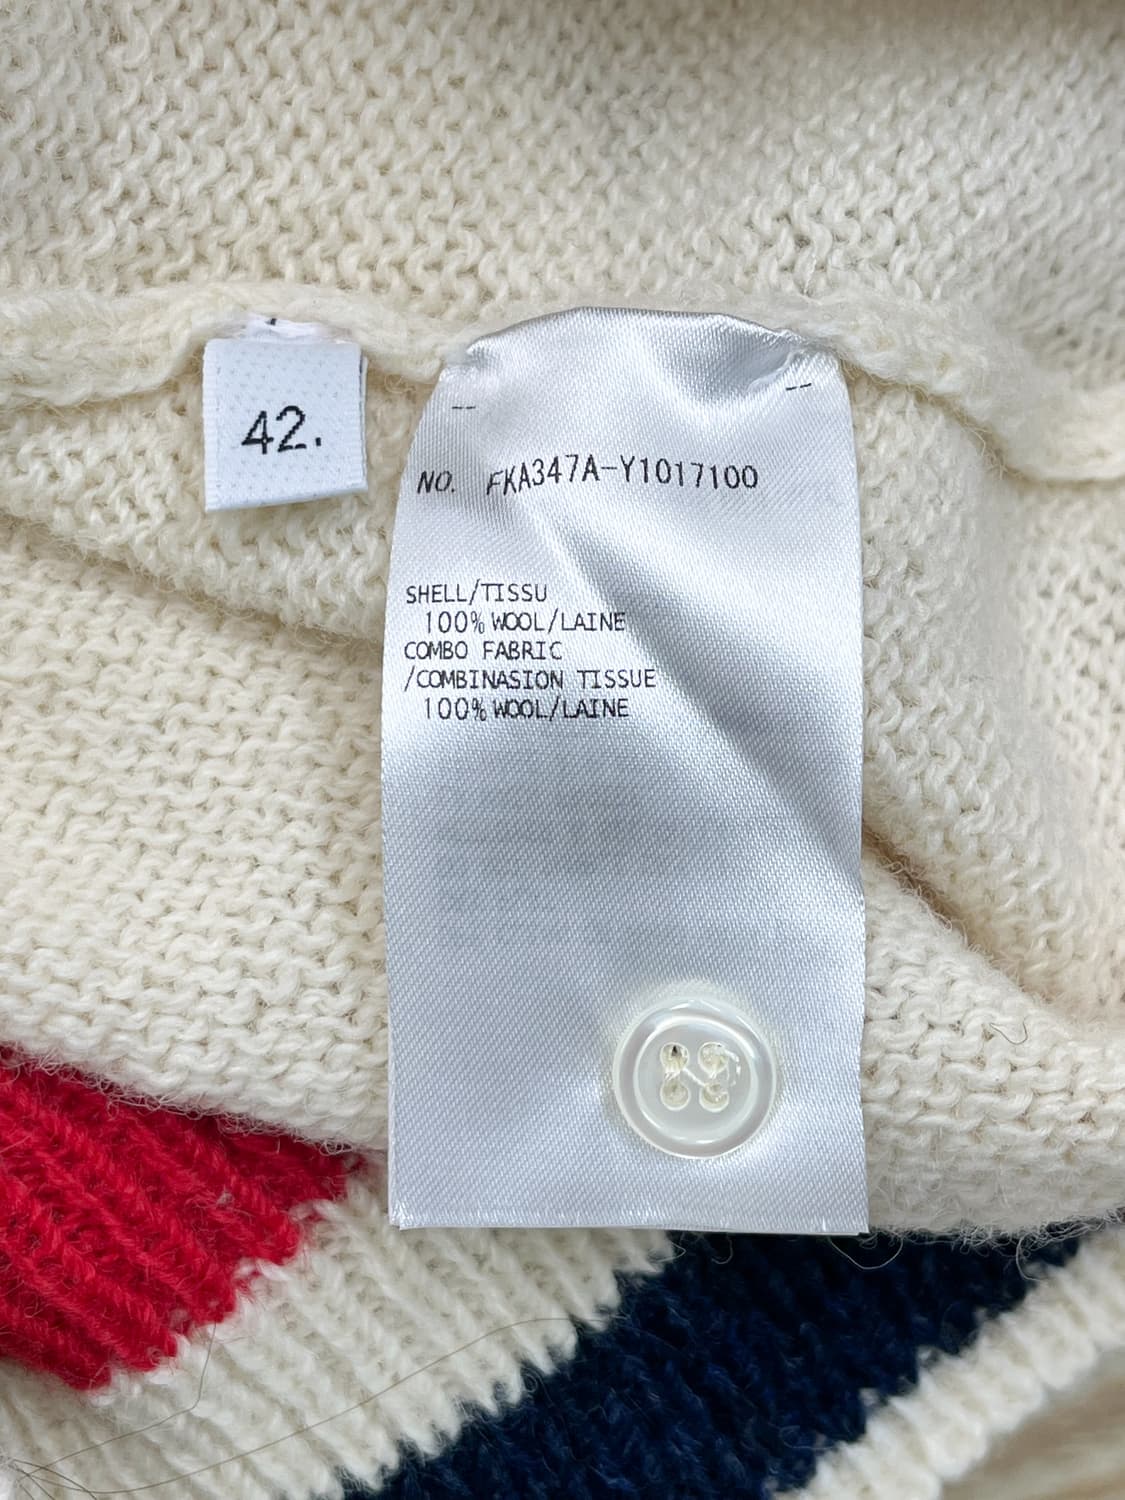 42.
NO. FKA347A-Y1017100
SHELL/TISSU
100% WOOL/LAINE
COMBO FABRIC
/COMBINASION TISSUE
100% WOOL/LAINE